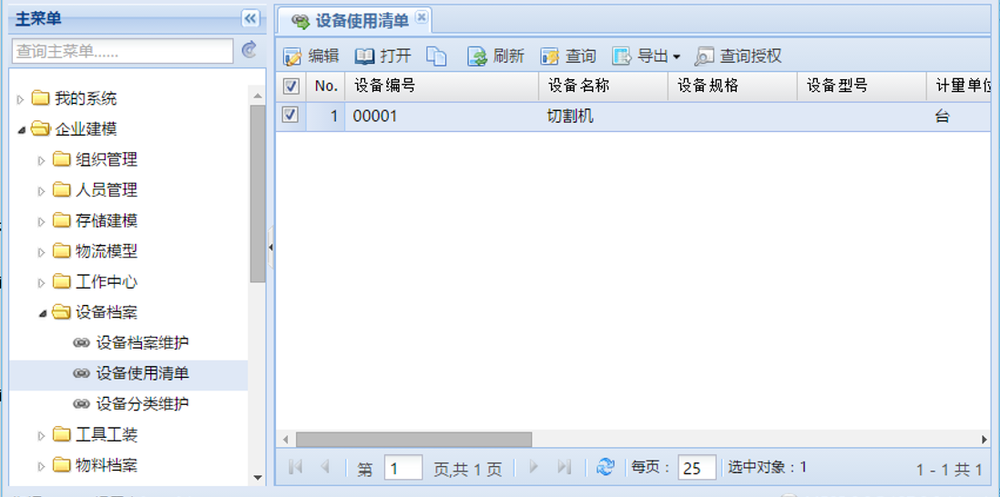 主菜单
查询主菜单......
我的系统
企业建模
组织管理
人员管理
存储建模
物流模型
工作中心
设备档案
设备档案维护
设备使用清单
设备分类维护
工具工装
物料档案
设备使用清单
编辑 打开 刷新 查询 导出 查询授权
No. 设备编号 设备名称 设备规格 设备型号 计量单位
1 00001 切割机 台
第 1 页,共 1 页 每页： 25 选中对象：1 1 - 1 共 1